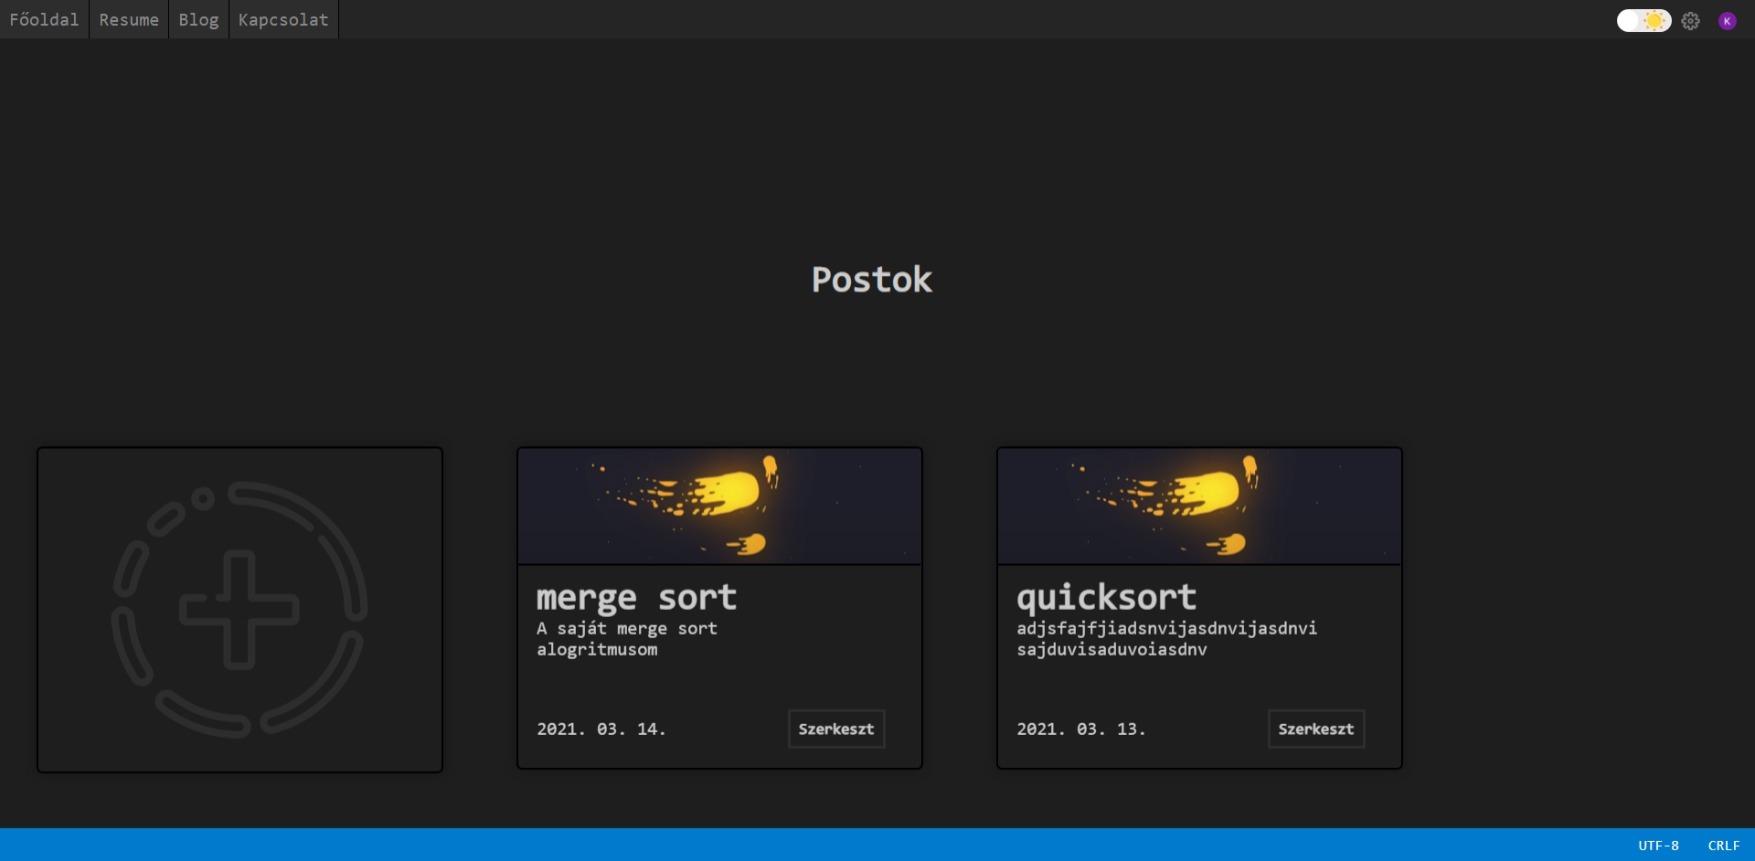 Főoldal Resume Blog Kapcsolat
K
Postok
merge sort
A saját merge sort
alogritmusom
2021. 03. 14.
Szerkeszt
quicksort
adjsfajfjiadsnvijasdnvijasdnvi
sajduvisaduvoiasdnv
2021. 03. 13.
Szerkeszt
UTF-8 CRLF